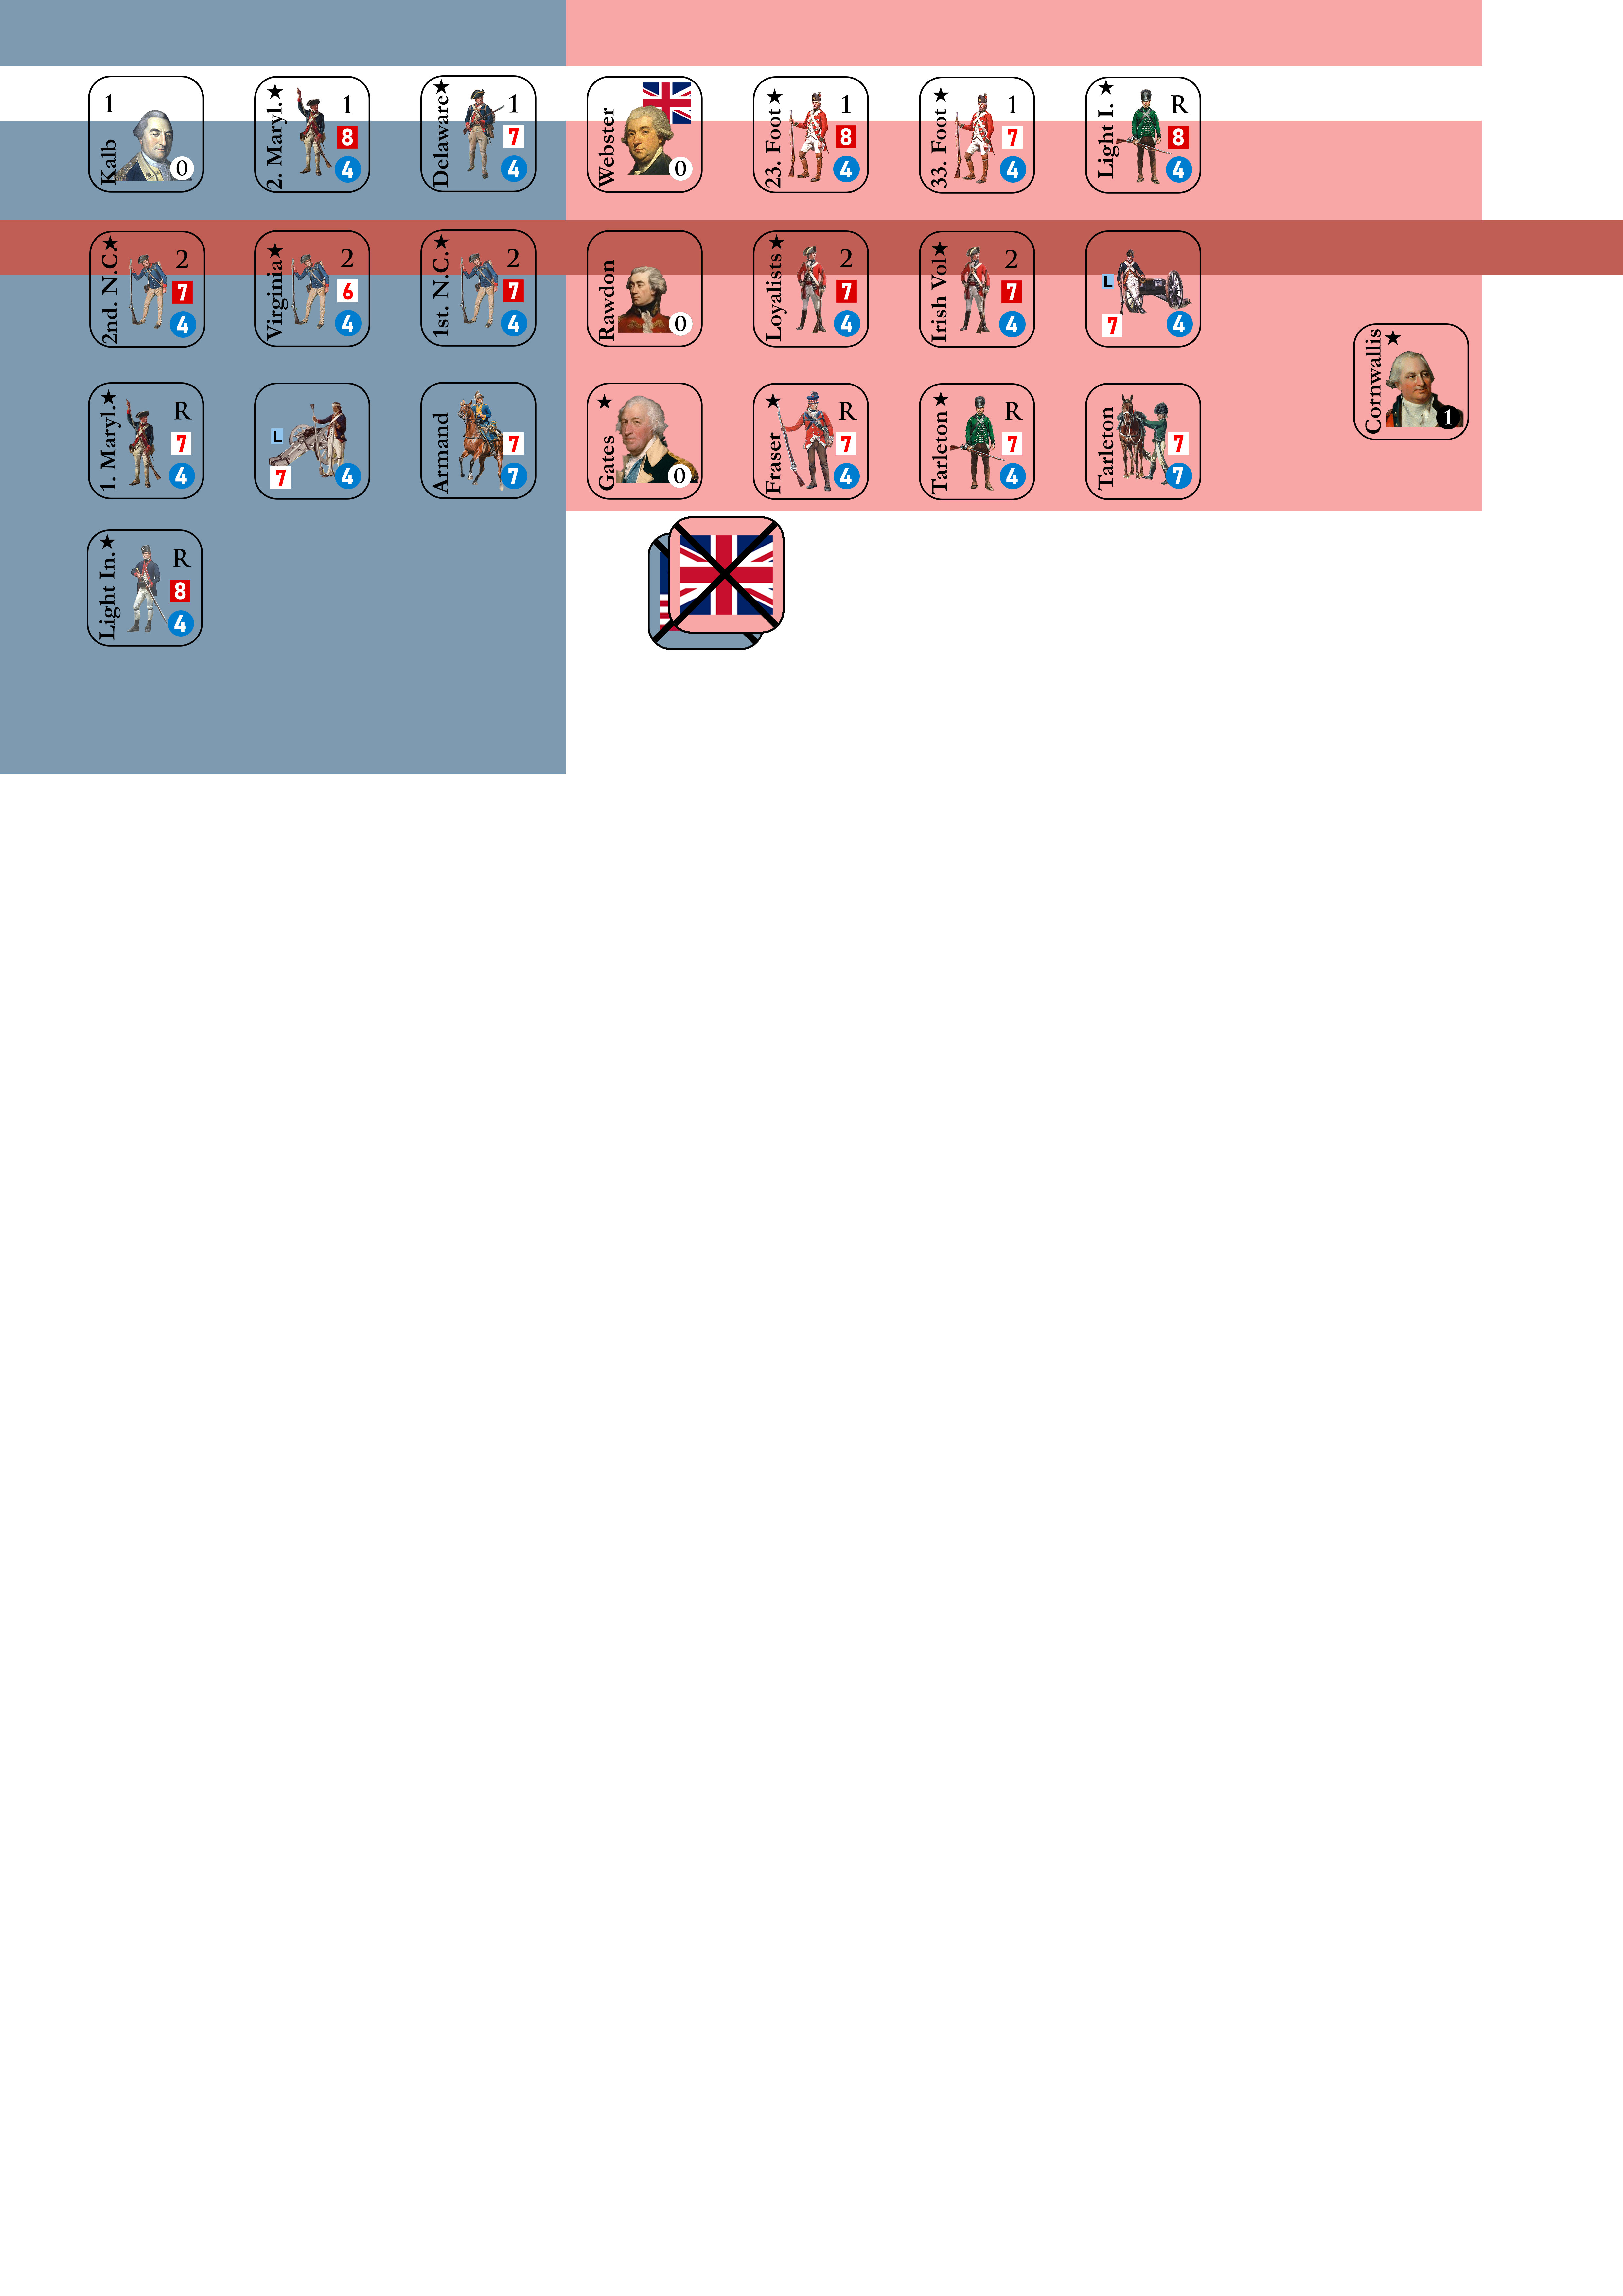 1
Kalb
0
2. Maryl.★
1
8
4
Delaware★
1
7
4
Webster
0
23. Foot★
1
8
4
33. Foot★
1
7
4
Light I.★
R
8
4
2nd. N.C.★
2
7
4
Virginia★
2
6
4
1st. N.C.★
2
7
4
Rawdon
0
Loyalists★
2
7
4
Irish Vol★
2
7
4
L
7
4
Cornwallis★
1
1. Maryl.★
R
7
4
L
7
4
Armand
7
7
Gates★
0
Fraser★
R
7
4
Tarleton★
R
7
4
Tarleton
7
7
Light In.★
R
8
4